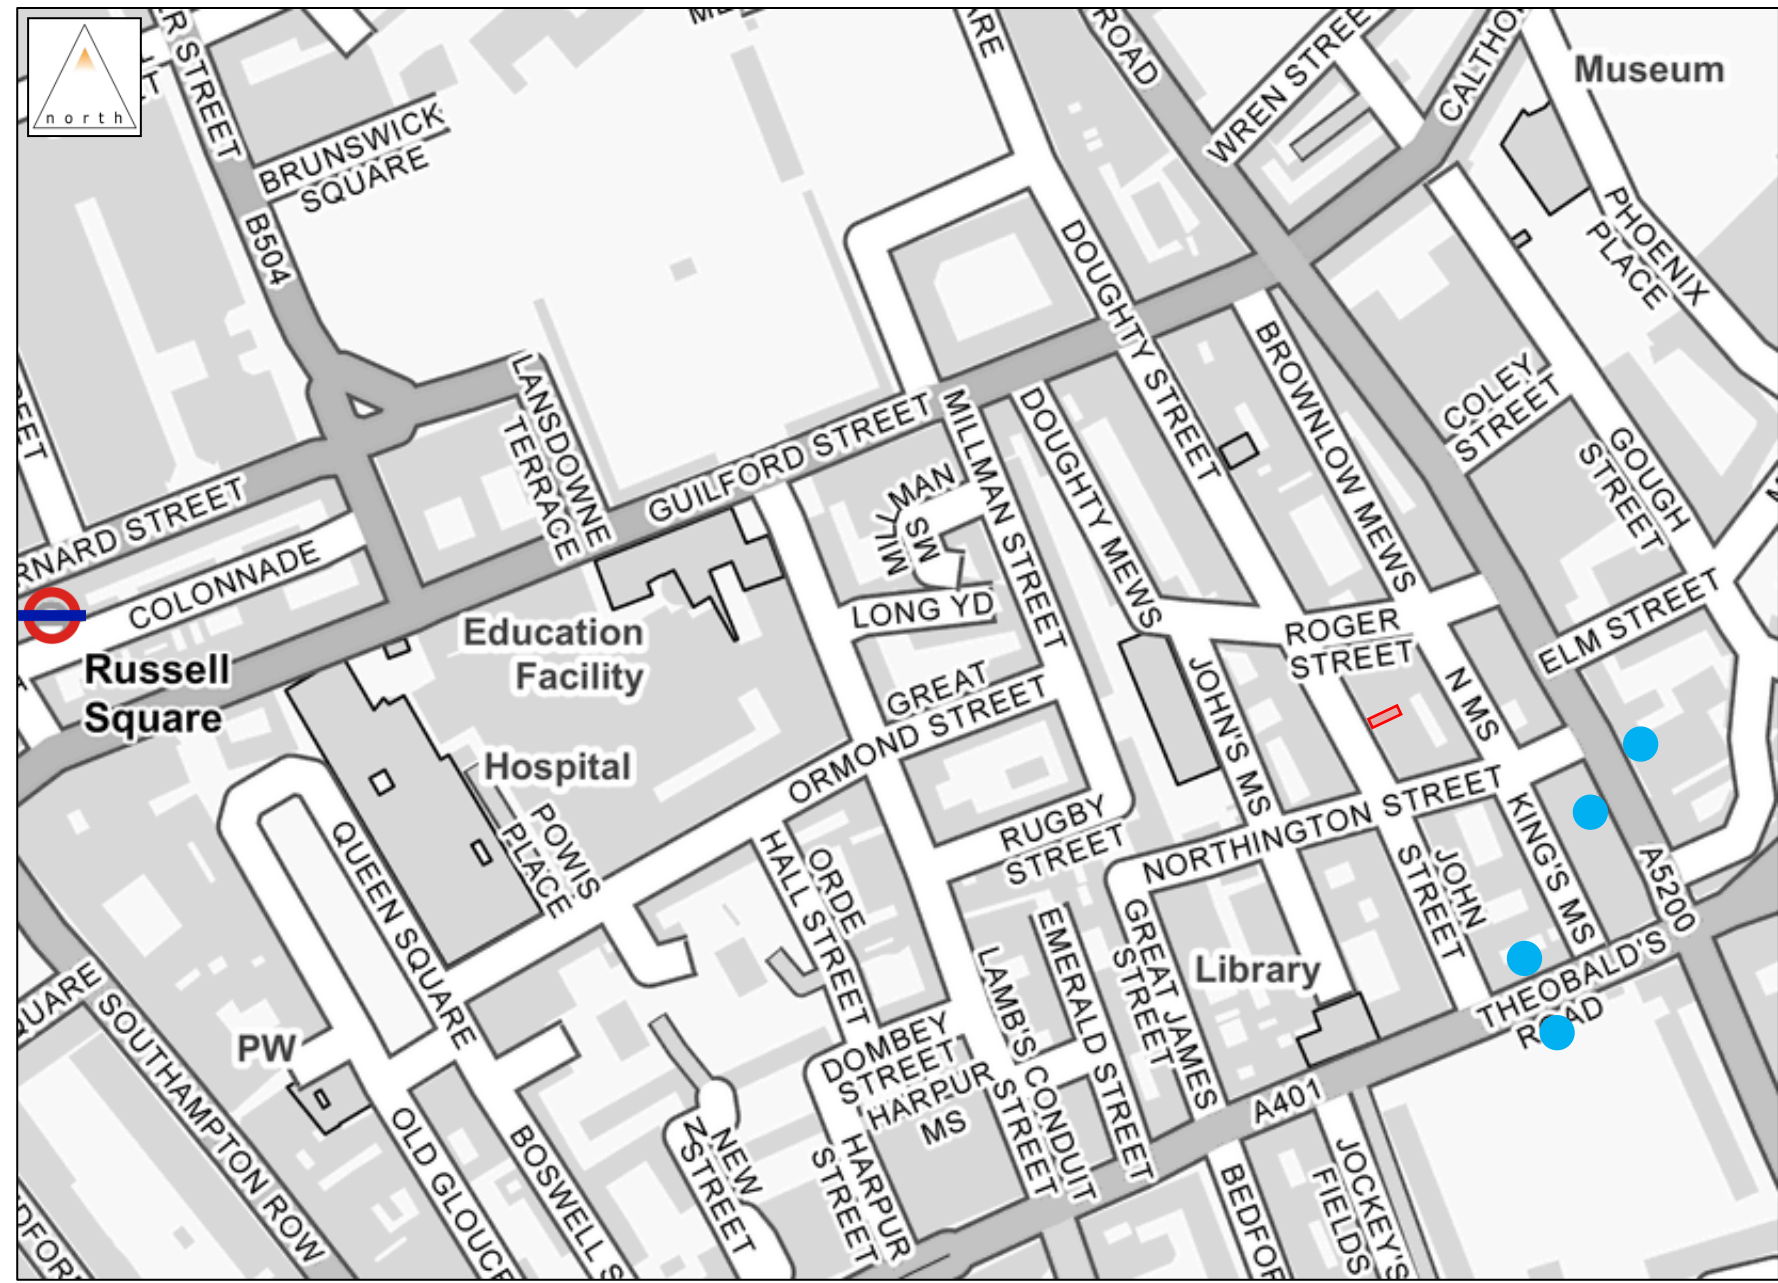 north
BRUNSWICK
SQUARE
B504
ROAD
WREN STREET
Museum
PHOENIX
PLACE
LANSDOWNE
TERRACE
GUILFORD STREET
DOUGHTY STREET
BROWNLOW MEWS
COLEY
STREET
GOUGH
STREET
COLONNADE
Russell
Square
Education
Facility
Hospital
MILLMAN STREET
DOUGHTY MEWS
LONG YD
GREAT
ORMOND STREET
ROGER
STREET
ELM STREET
N MS
JOHN'S MS
RUGBY
STREET
NORTHINGTON STREET
KING'S MS
JOHN
STREET
A5200
POWIS
PLACE
QUEEN SQUARE
ORDE
HALL STREET
LAMB'S CONDUIT
STREET
EMERALD STREET
GREAT JAMES
STREET
Library
THEOBALD'S
ROAD
A401
PW
SOUTHAMPTON ROW
OLD GLOUC
BOSWELL S
NEW
N STREET
DOMBEY
STREET
HARPUR
MS
HARPUR
STREET
BEDFOR
JOCKEY'S
FIELDS